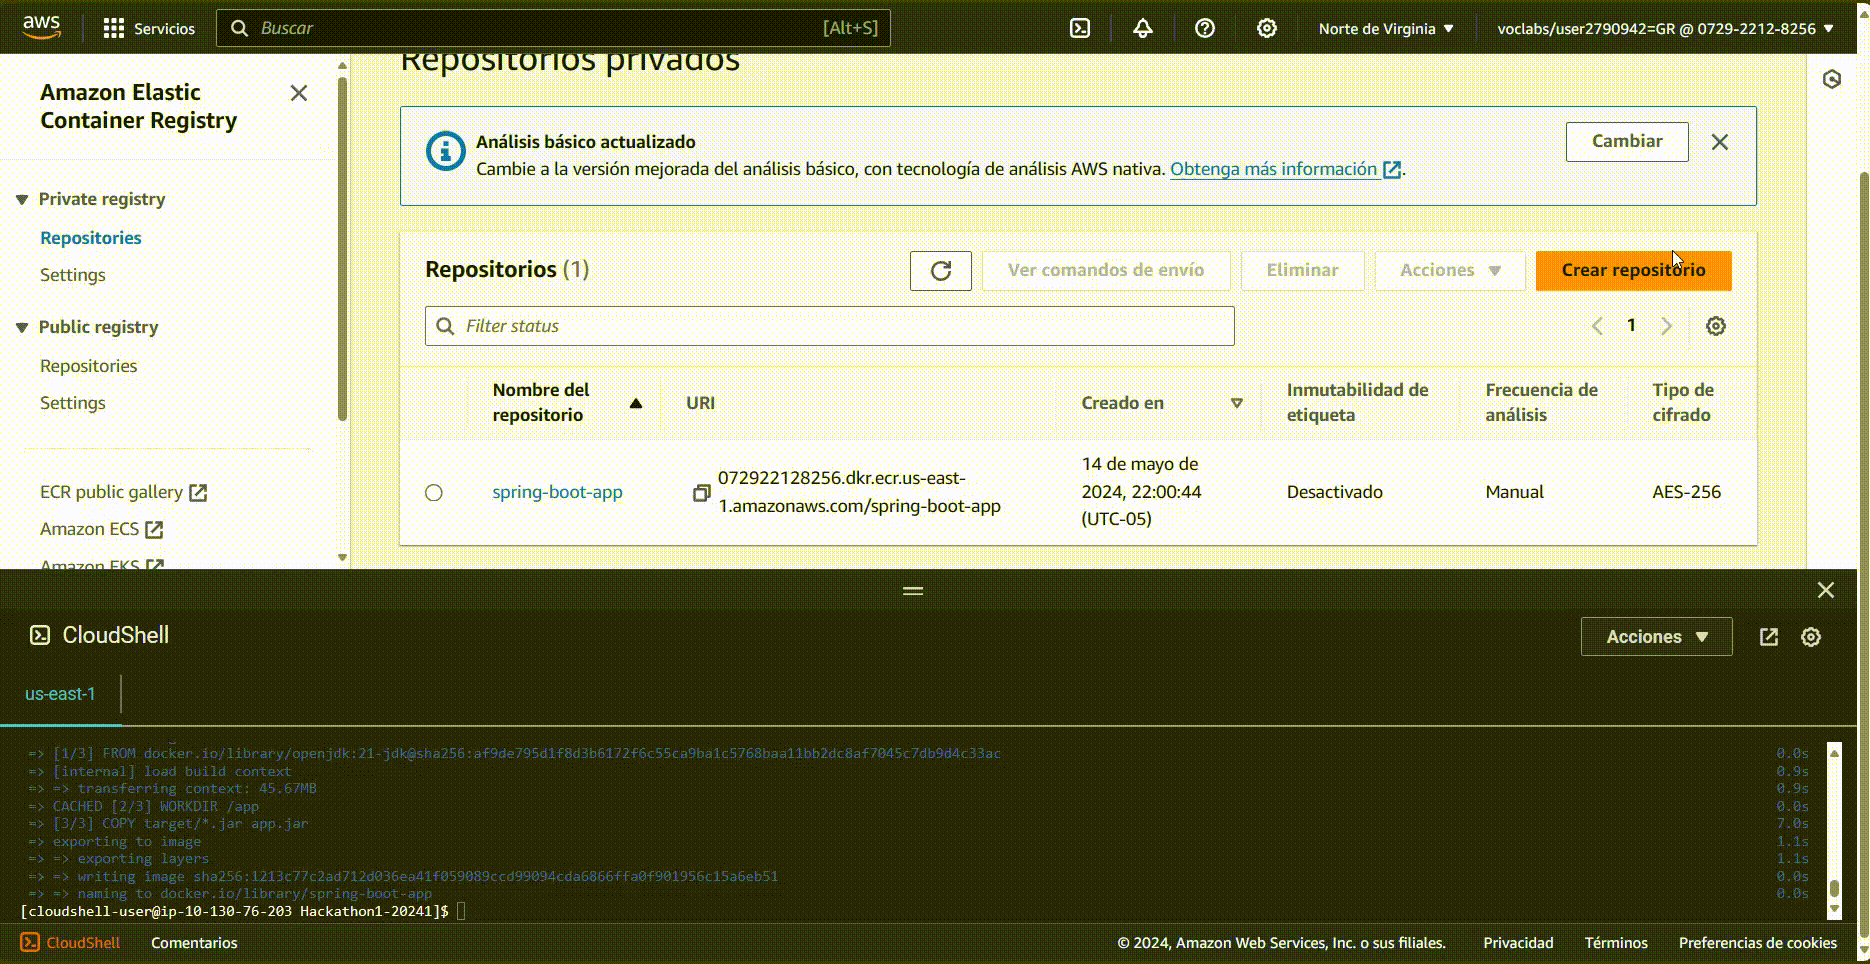 aws
Servicios
Buscar
[Alt+S]
Norte de Virginia
voclabs/user2790942=GR @ 0729-2212-8256
Amazon Elastic
Container Registry
Private registry
Repositories
Settings
Public registry
Repositories
Settings
ECR public gallery
Amazon ECS
Amazon EKS
Repositorios privados
Análisis básico actualizado
Cambie a la versión mejorada del análisis básico, con tecnología de análisis AWS nativa. Obtenga más información.
Cambiar
Repositorios (1)
Ver comandos de envío
Eliminar
Acciones
Crear repositorio
Filter status
1
Nombre del
repositorio
URI
Creado en
Inmutabilidad de
etiqueta
Frecuencia de
análisis
Tipo de
cifrado
spring-boot-app
072922128256.dkr.ecr.us-east-
1.amazonaws.com/spring-boot-app
14 de mayo de
2024, 22:00:44
(UTC-05)
Desactivado
Manual
AES-256
CloudShell
Acciones
us-east-1
=> [1/3] FROM docker.io/library/openjdk:21-jdk@sha256:af9de795d1f8d3b6172f6c55ca9ba1c5768baa11bb2dc8af7045c7db9d4c33ac 0.0s
=> [internal] load build context 0.9s
=> => transferring context: 45.67MB 0.9s
=> CACHED [2/3] WORKDIR /app 0.0s
=> [3/3] COPY target/*.jar app.jar 7.0s
=> exporting to image 1.1s
=> => exporting layers 1.1s
=> => writing image sha256:1213c77c2ad712d036ea41f059089ccd99094cda6866ffa0f901956c15a6eb51 0.0s
=> => naming to docker.io/library/spring-boot-app 0.0s
[cloudshell-user@ip-10-130-76-203 Hackathon1-20241]$
CloudShell
Comentarios
© 2024, Amazon Web Services, Inc. o sus filiales.
Privacidad
Términos
Preferencias de cookies